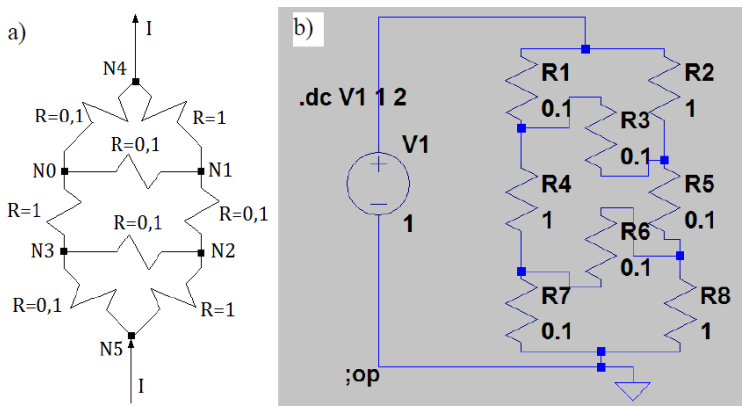 a)
I
N4
R=0,1
R=1
N0
R=0,1
N1
R=1
R=0,1
N3
R=0,1
N2
R=0,1
R=1
N5
I
b)
.dc V1 1 2
V1
1
R1
0.1
R2
1
R3
0.1
R4
1
R5
0.1
R6
0.1
R7
0.1
R8
1
;op